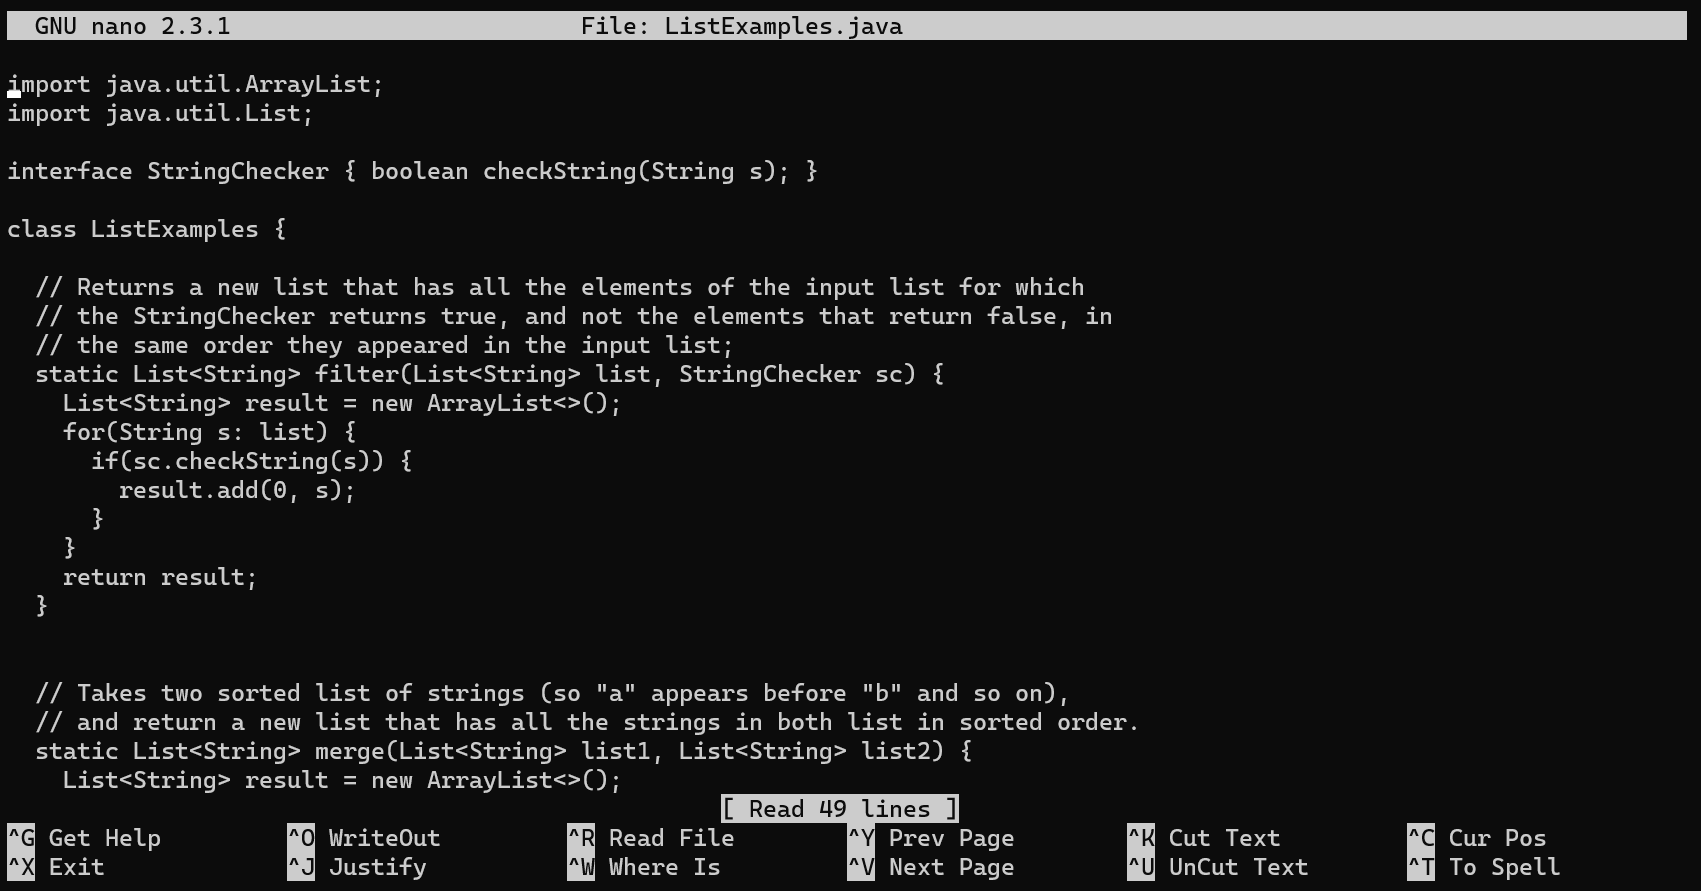 GNU nano 2.3.1                         File: ListExamples.java

import java.util.ArrayList;
import java.util.List;

interface StringChecker { boolean checkString(String s); }

class ListExamples {

  // Returns a new list that has all the elements of the input list for which
  // the StringChecker returns true, and not the elements that return false, in
  // the same order they appeared in the input list;
  static List<String> filter(List<String> list, StringChecker sc) {
    List<String> result = new ArrayList<>();
    for(String s: list) {
      if(sc.checkString(s)) {
        result.add(0, s);
      }
    }
    return result;
  }


  // Takes two sorted list of strings (so "a" appears before "b" and so on),
  // and return a new list that has all the strings in both list in sorted order.
  static List<String> merge(List<String> list1, List<String> list2) {
    List<String> result = new ArrayList<>();
[ Read 49 lines ]
^G Get Help         ^O WriteOut         ^R Read File        ^Y Prev Page        ^K Cut Text         ^C Cur Pos
^X Exit             ^J Justify          ^W Where Is         ^V Next Page        ^U UnCut Text       ^T To Spell